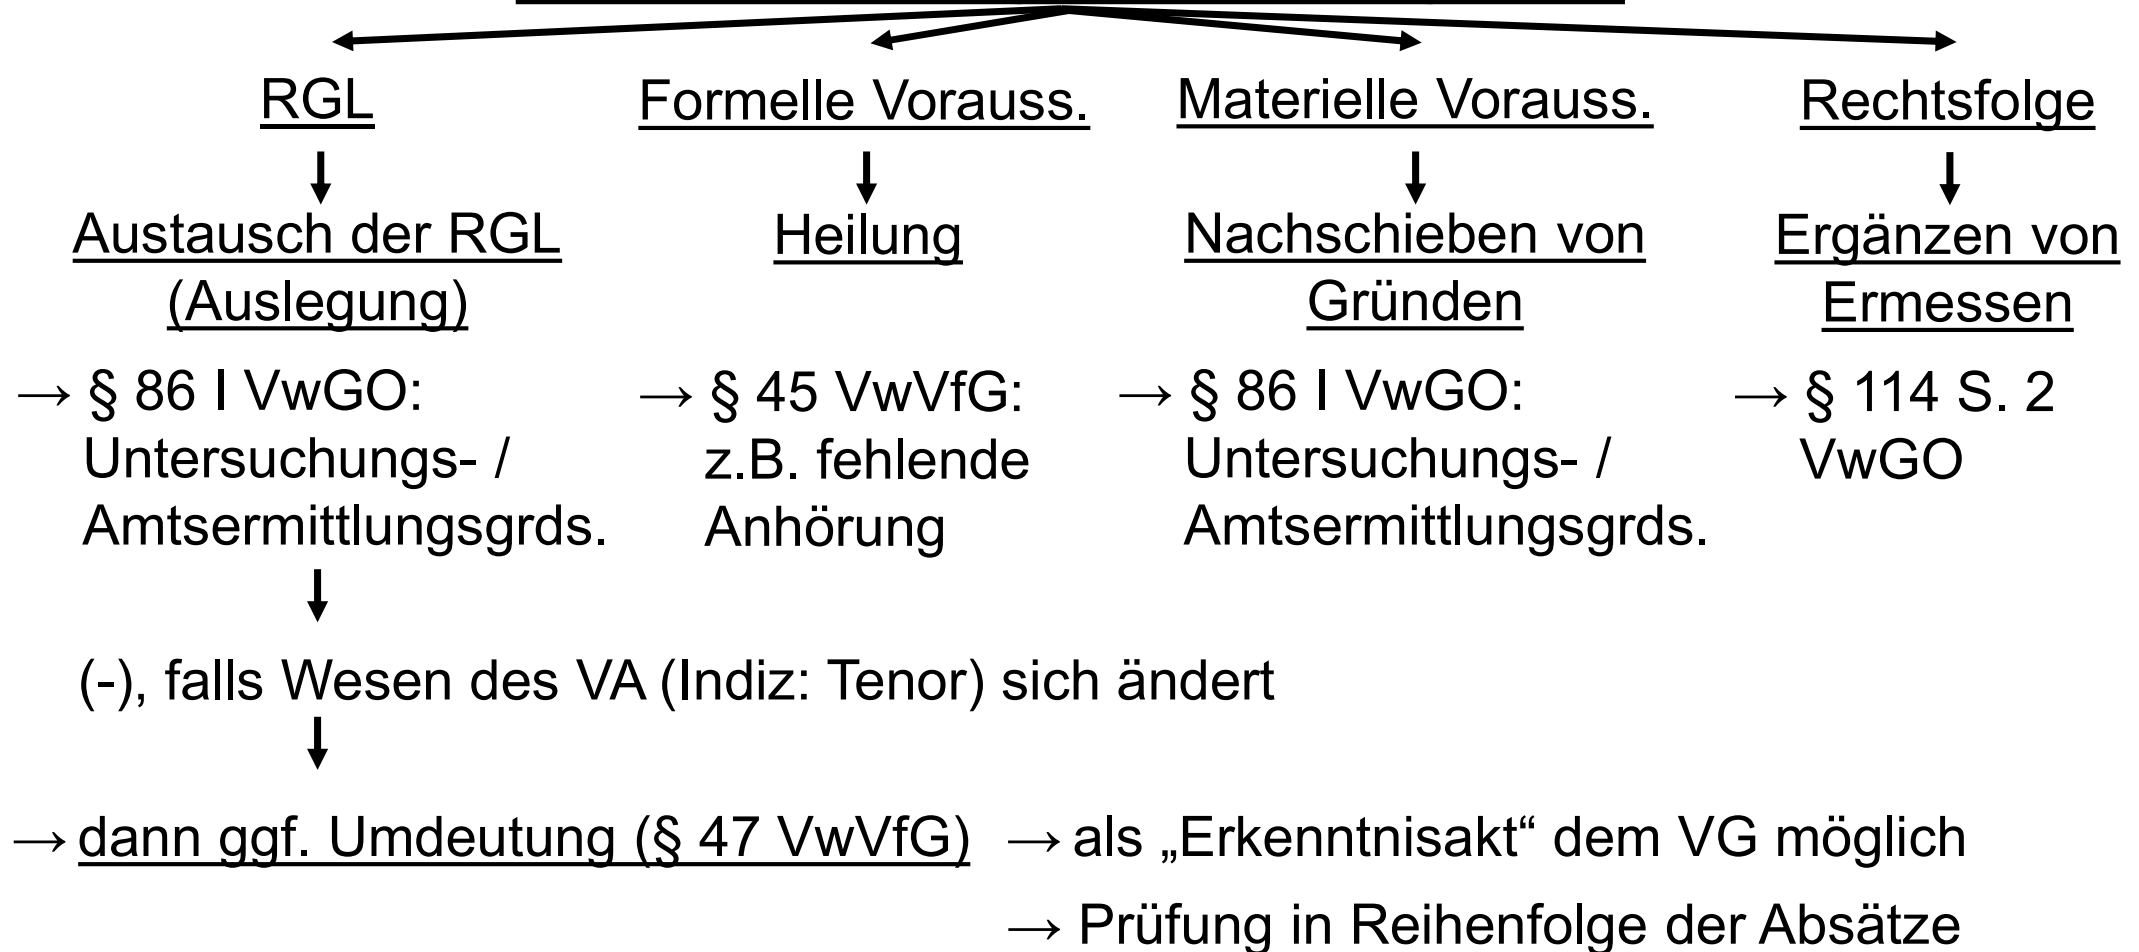 RGL
Formelle Vorauss.
Materielle Vorauss.
Rechtsfolge
Austausch der RGL
(Auslegung)
Heilung
Nachschieben von
Gründen
Ergänzen von
Ermessen
→ § 86 I VwGO:
Untersuchungs- /
Amtsermittlungsgrds.
→ § 45 VwVfG:
z.B. fehlende
Anhörung
→ § 86 I VwGO:
Untersuchungs- /
Amtsermittlungsgrds.
→ § 114 S. 2
VwGO
(-), falls Wesen des VA (Indiz: Tenor) sich ändert
→ dann ggf. Umdeutung (§ 47 VwVfG) → als „Erkenntnisakt“ dem VG möglich
→ Prüfung in Reihenfolge der Absätze